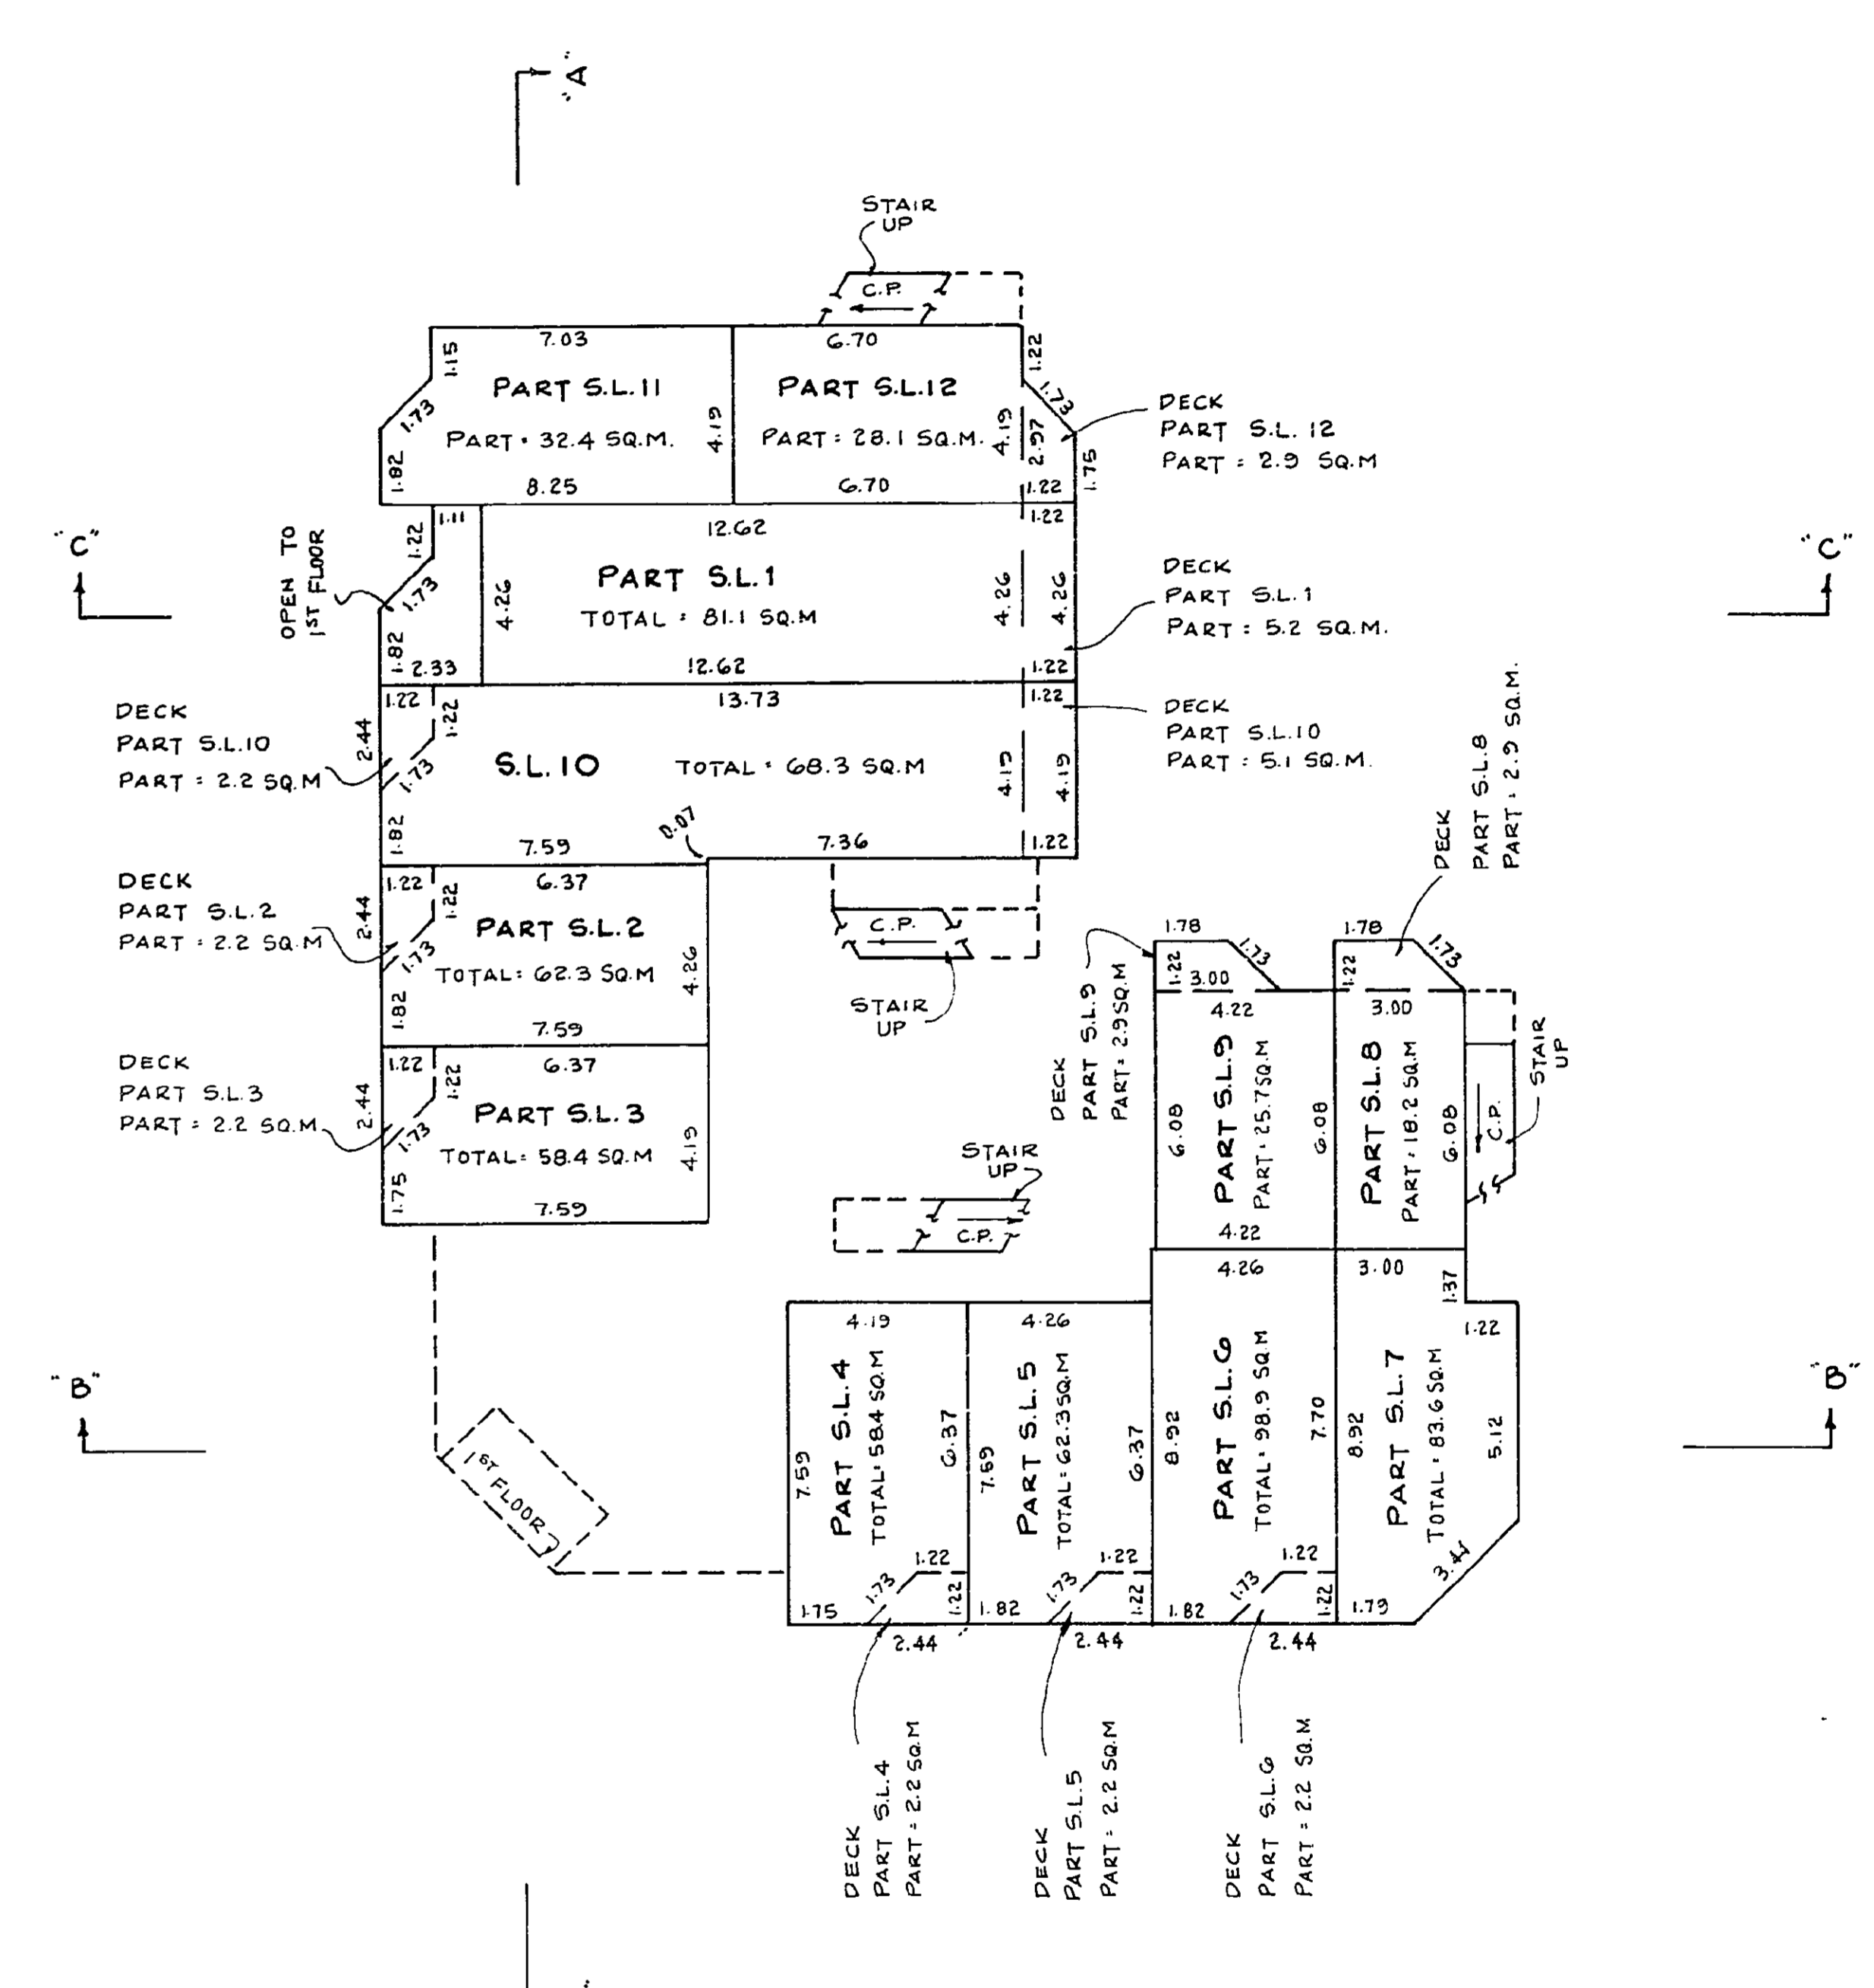 "A"
STAIR
UP
C.P.
7.03
6.70
1.15
1.22
1.73
1.73
PART S.L.11
PART S.L.12
PART = 32.4 SQ.M.
4.19
PART = 28.1 SQ.M.
4.19
2.97
1.82
1.75
8.25
6.70
1.22
DECK
PART S.L. 12
PART = 2.9 SQ.M
"C"
"C"
OPEN TO
1ST FLOOR
1.22
1.11
12.62
1.22
1.73
PART S.L.1
TOTAL = 81.1 SQ.M
4.26
4.26
4.26
1.82
2.33
12.62
1.22
DECK
PART S.L.1
PART = 5.2 SQ.M.
DECK
PART S.L.10
PART = 2.2 SQ.M
2.44
1.22
1.22
1.73
1.82
13.73
1.22
S.L.10
TOTAL = 68.3 SQ.M
4.19
4.19
7.59
0.07
7.36
1.22
DECK
PART S.L.10
PART = 5.1 SQ.M.
DECK
PART S.L.2
PART = 2.2 SQ.M
2.44
1.22
1.22
1.73
1.82
6.37
PART S.L.2
TOTAL = 62.3 SQ.M
4.26
7.59
C.P.
STAIR
UP
DECK
PART S.L.3
PART = 2.2 SQ.M
2.44
1.22
1.22
1.73
1.75
6.37
PART S.L.3
TOTAL = 58.4 SQ.M
4.19
7.59
DECK
PART S.L.8
PART = 2.9 SQ.M.
DECK
PART S.L.9
PART = 2.9 SQ.M
1.78
1.22
1.73
3.00
4.22
6.08
PART S.L.9
PART = 25.7 SQ.M
6.08
4.22
1.78
1.22
1.73
3.00
PART S.L.8
PART = 18.2 SQ.M
6.08
C.P.
STAIR
UP
STAIR
UP
C.P.
"B"
"B"
1ST FLOOR
4.19
7.59
PART S.L.4
TOTAL = 58.4 SQ.M
6.37
1.22
1.73
1.22
1.75
2.44
4.26
7.59
PART S.L.5
TOTAL = 62.3 SQ.M
6.37
1.22
1.73
1.22
1.82
2.44
4.26
8.92
PART S.L.6
TOTAL = 98.9 SQ.M
7.70
1.22
1.73
1.22
1.82
2.44
3.00
1.37
1.22
8.92
PART S.L.7
TOTAL = 83.6 SQ.M
5.12
3.44
1.79
DECK
PART S.L.4
PART = 2.2 SQ.M
DECK
PART S.L.5
PART = 2.2 SQ.M
DECK
PART S.L.6
PART = 2.2 SQ.M